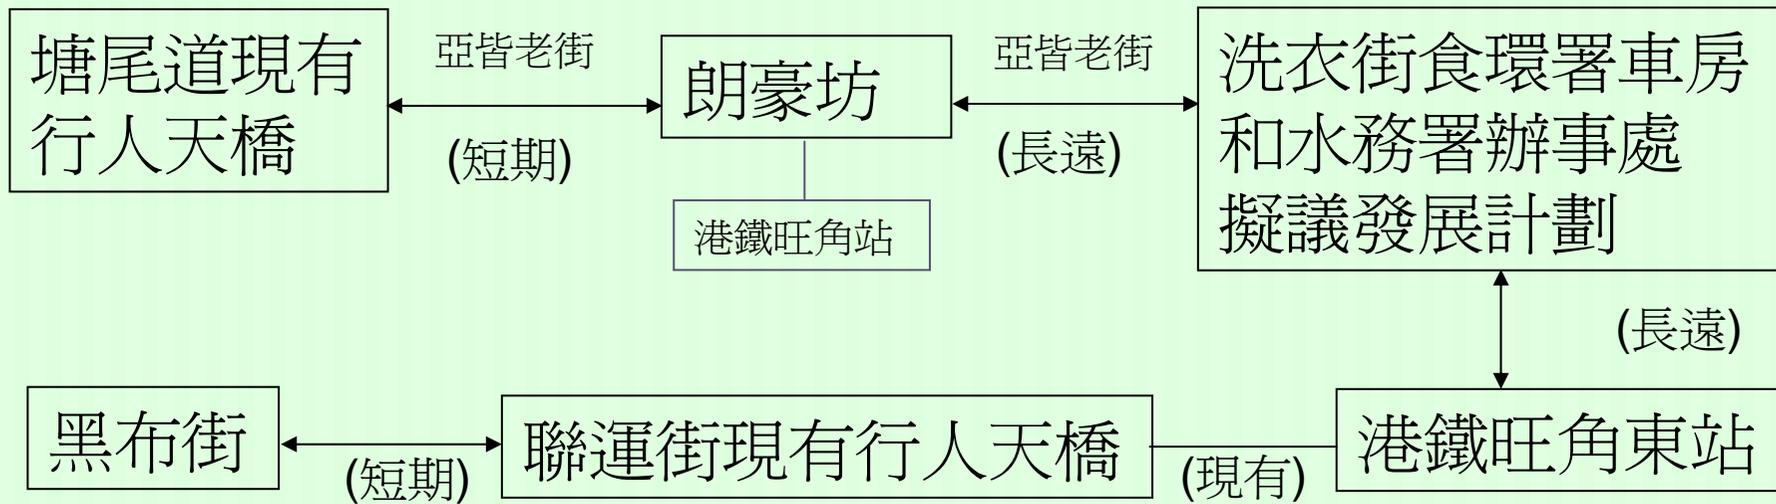 塘尾道現有
行人天橋
亞皆老街
(短期)
朗豪坊
港鐵旺角站
亞皆老街
(長遠)
洗衣街食環署車房
和水務署辦事處
擬議發展計劃
(長遠)
黑布街
(短期)
聯運街現有行人天橋
(現有)
港鐵旺角東站